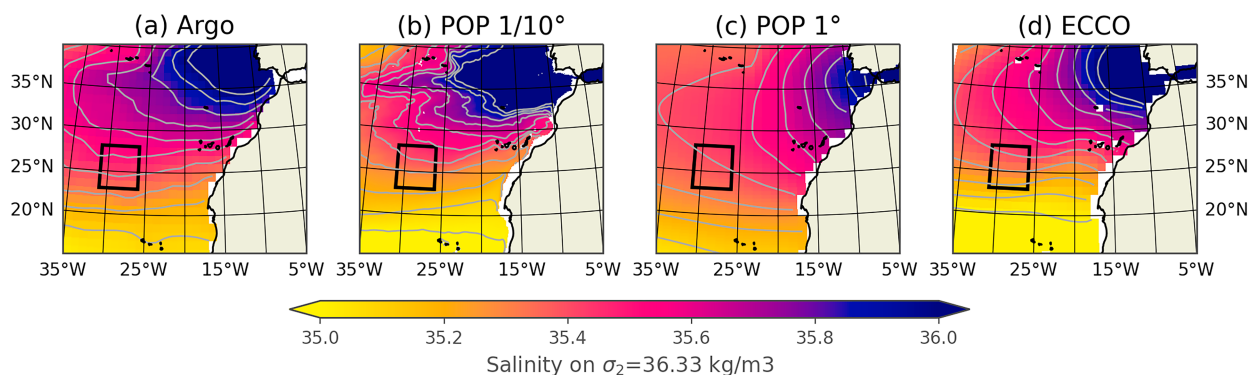 (a) Argo (b) POP 1/10° (c) POP 1° (d) ECCO
35°N 35°N
30°N 30°N
25°N 25°N
20°N 20°N
35°W 25°W 15°W 5°W 35°W 25°W 15°W 5°W 35°W 25°W 15°W 5°W 35°W 25°W 15°W 5°W
35.0 35.2 35.4 35.6 35.8 36.0
Salinity on σ₂=36.33 kg/m3